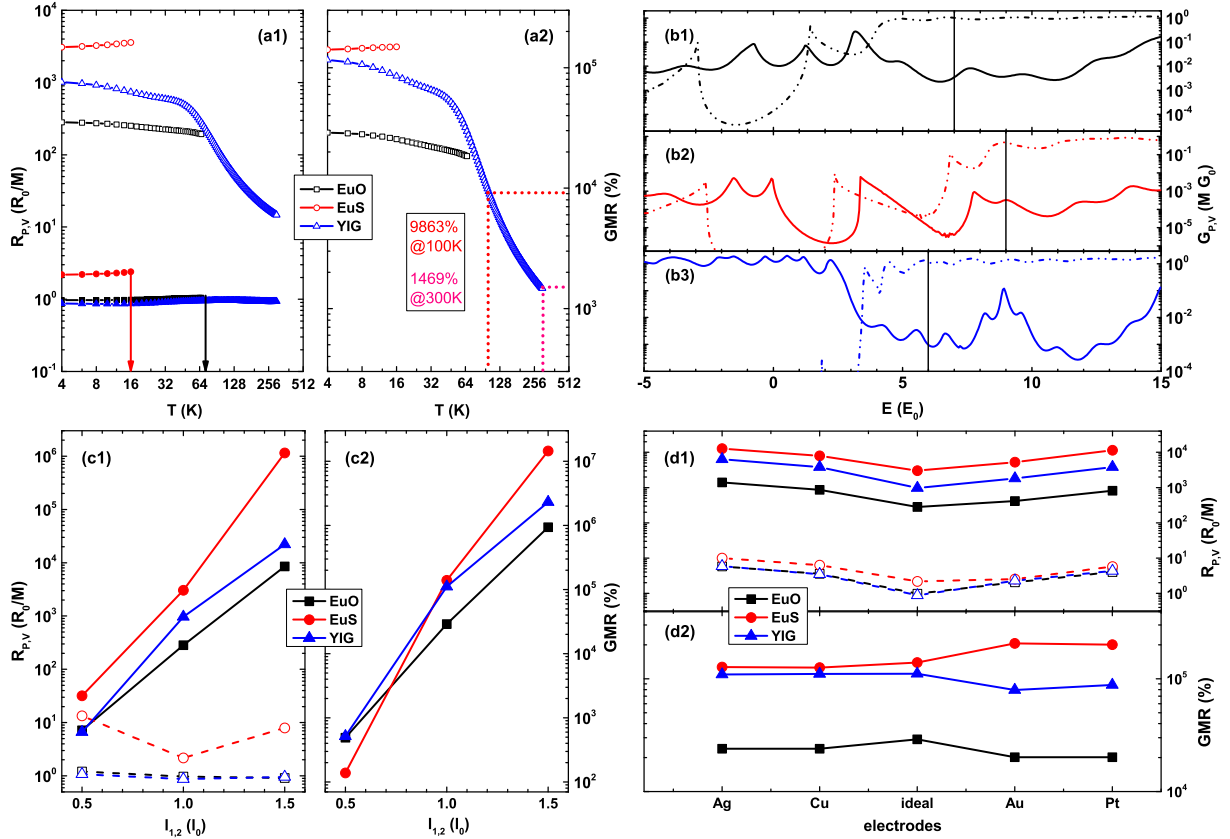 (a1)
R_P,V (R_0/M)
10^4
10^3
10^2
10^1
10^0
10^-1
4 8 16 32 64 128 256 512
T (K)
EuO
EuS
YIG
(a2)
GMR (%)
10^5
10^4
10^3
9863%
@100K
1469%
@300K
4 8 16 32 64 128 256 512
T (K)
(b1)
10^0
10^-1
10^-2
10^-3
10^-4
(b2)
10^-1
10^-3
10^-5
(b3)
10^0
10^-2
10^-4
G_P,V (M G_0)
-5 0 5 10 15
E (E_0)
(c1)
R_P,V (R_0/M)
10^6
10^5
10^4
10^3
10^2
10^1
10^0
0.5 1.0 1.5
l_1,2 (l_0)
EuO
EuS
YIG
(c2)
GMR (%)
10^7
10^6
10^5
10^4
10^3
10^2
0.5 1.0 1.5
l_1,2 (l_0)
(d1)
R_P,V (R_0/M)
10^4
10^3
10^2
10^1
10^0
EuO
EuS
YIG
(d2)
GMR (%)
10^5
10^4
Ag Cu ideal Au Pt
electrodes